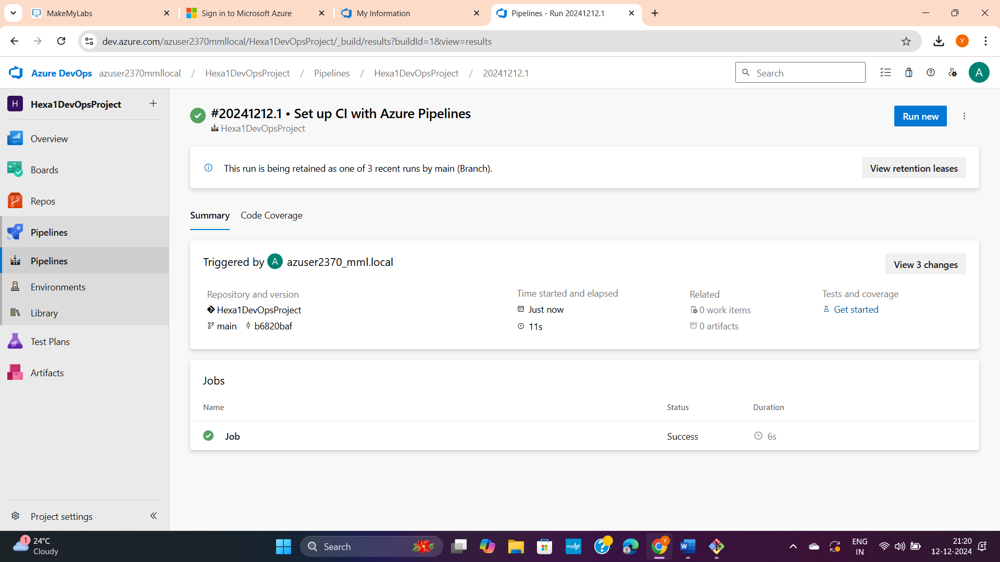 MakeMyLabs
Sign in to Microsoft Azure
My Information
Pipelines - Run 20241212.1
dev.azure.com/azuser2370mmllocal/Hexa1DevOpsProject/_build/results?buildId=1&view=results
Y
Azure DevOps azuser2370mmllocal / Hexa1DevOpsProject / Pipelines / Hexa1DevOpsProject / 20241212.1
Search
A
H Hexa1DevOpsProject
Overview
Boards
Repos
Pipelines
Pipelines
Environments
Library
Test Plans
Artifacts
Project settings
#20241212.1 • Set up CI with Azure Pipelines
Hexa1DevOpsProject
Run new
This run is being retained as one of 3 recent runs by main (Branch).
View retention leases
Summary Code Coverage
Triggered by A azuser2370_mml.local
View 3 changes
Repository and version
Hexa1DevOpsProject
main b6820baf
Time started and elapsed
Just now
11s
Related
0 work items
0 artifacts
Tests and coverage
Get started
Jobs
Name Status Duration
Job Success 6s
1
24°C
Cloudy
Search
myhp
Y
W
ENG
IN
21:20
12-12-2024